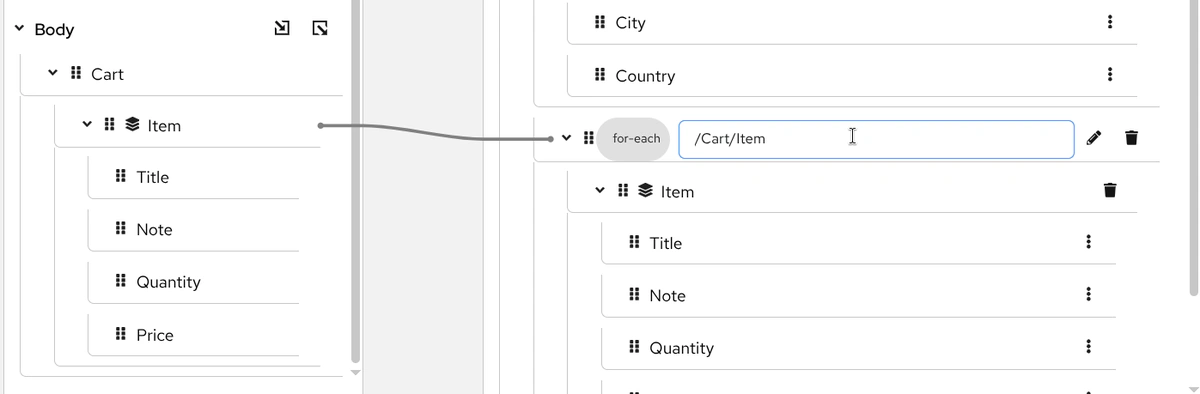 Body
Cart
Item
Title
Note
Quantity
Price
City
Country
for-each /Cart/Item
Item
Title
Note
Quantity